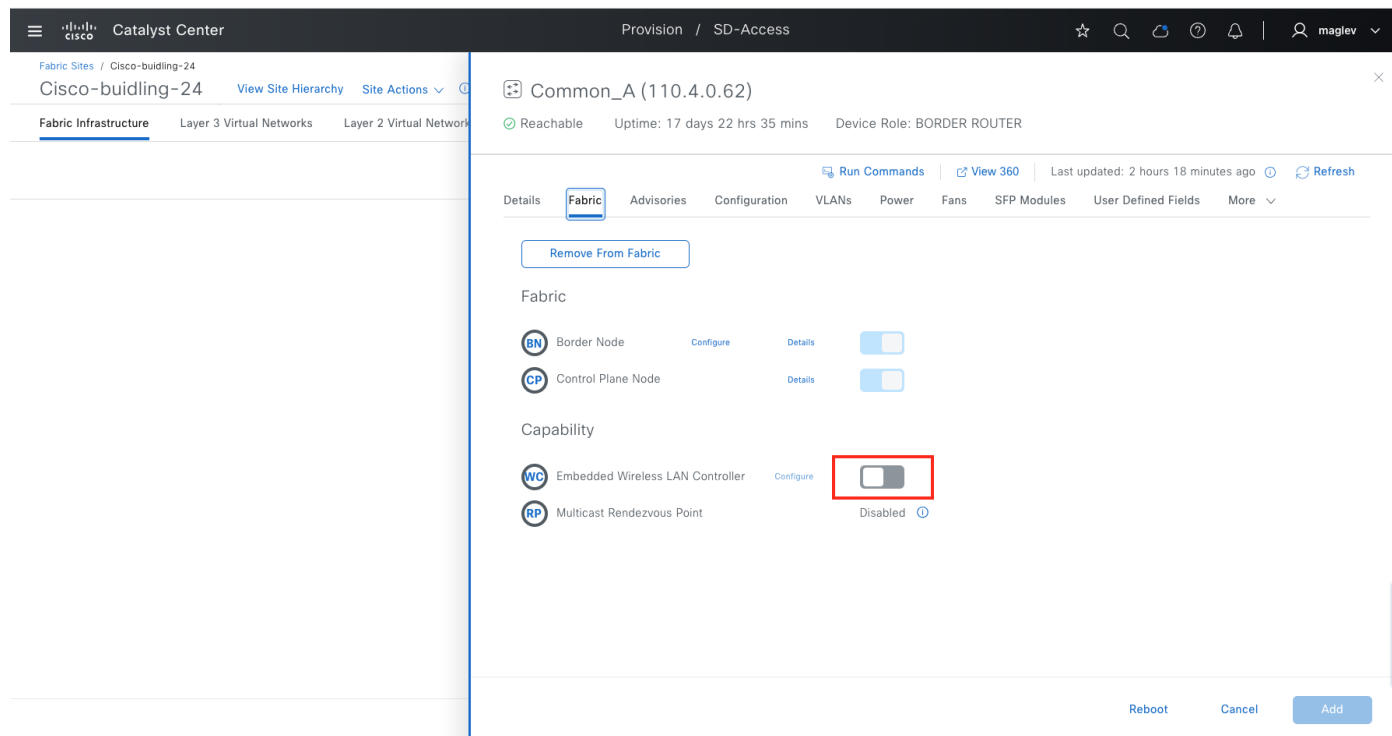 CISCO Catalyst Center
Provision / SD-Access
maglev
Fabric Sites / Cisco-buidling-24
Cisco-buidling-24 View Site Hierarchy Site Actions
Fabric Infrastructure Layer 3 Virtual Networks Layer 2 Virtual Network
Common_A (110.4.0.62)
Reachable Uptime: 17 days 22 hrs 35 mins Device Role: BORDER ROUTER
Run Commands View 360 Last updated: 2 hours 18 minutes ago Refresh
Details Fabric Advisories Configuration VLANs Power Fans SFP Modules User Defined Fields More
Remove From Fabric
Fabric
BN Border Node Configure Details
CP Control Plane Node Details
Capability
WC Embedded Wireless LAN Controller Configure
RP Multicast Rendezvous Point Disabled
Reboot Cancel Add